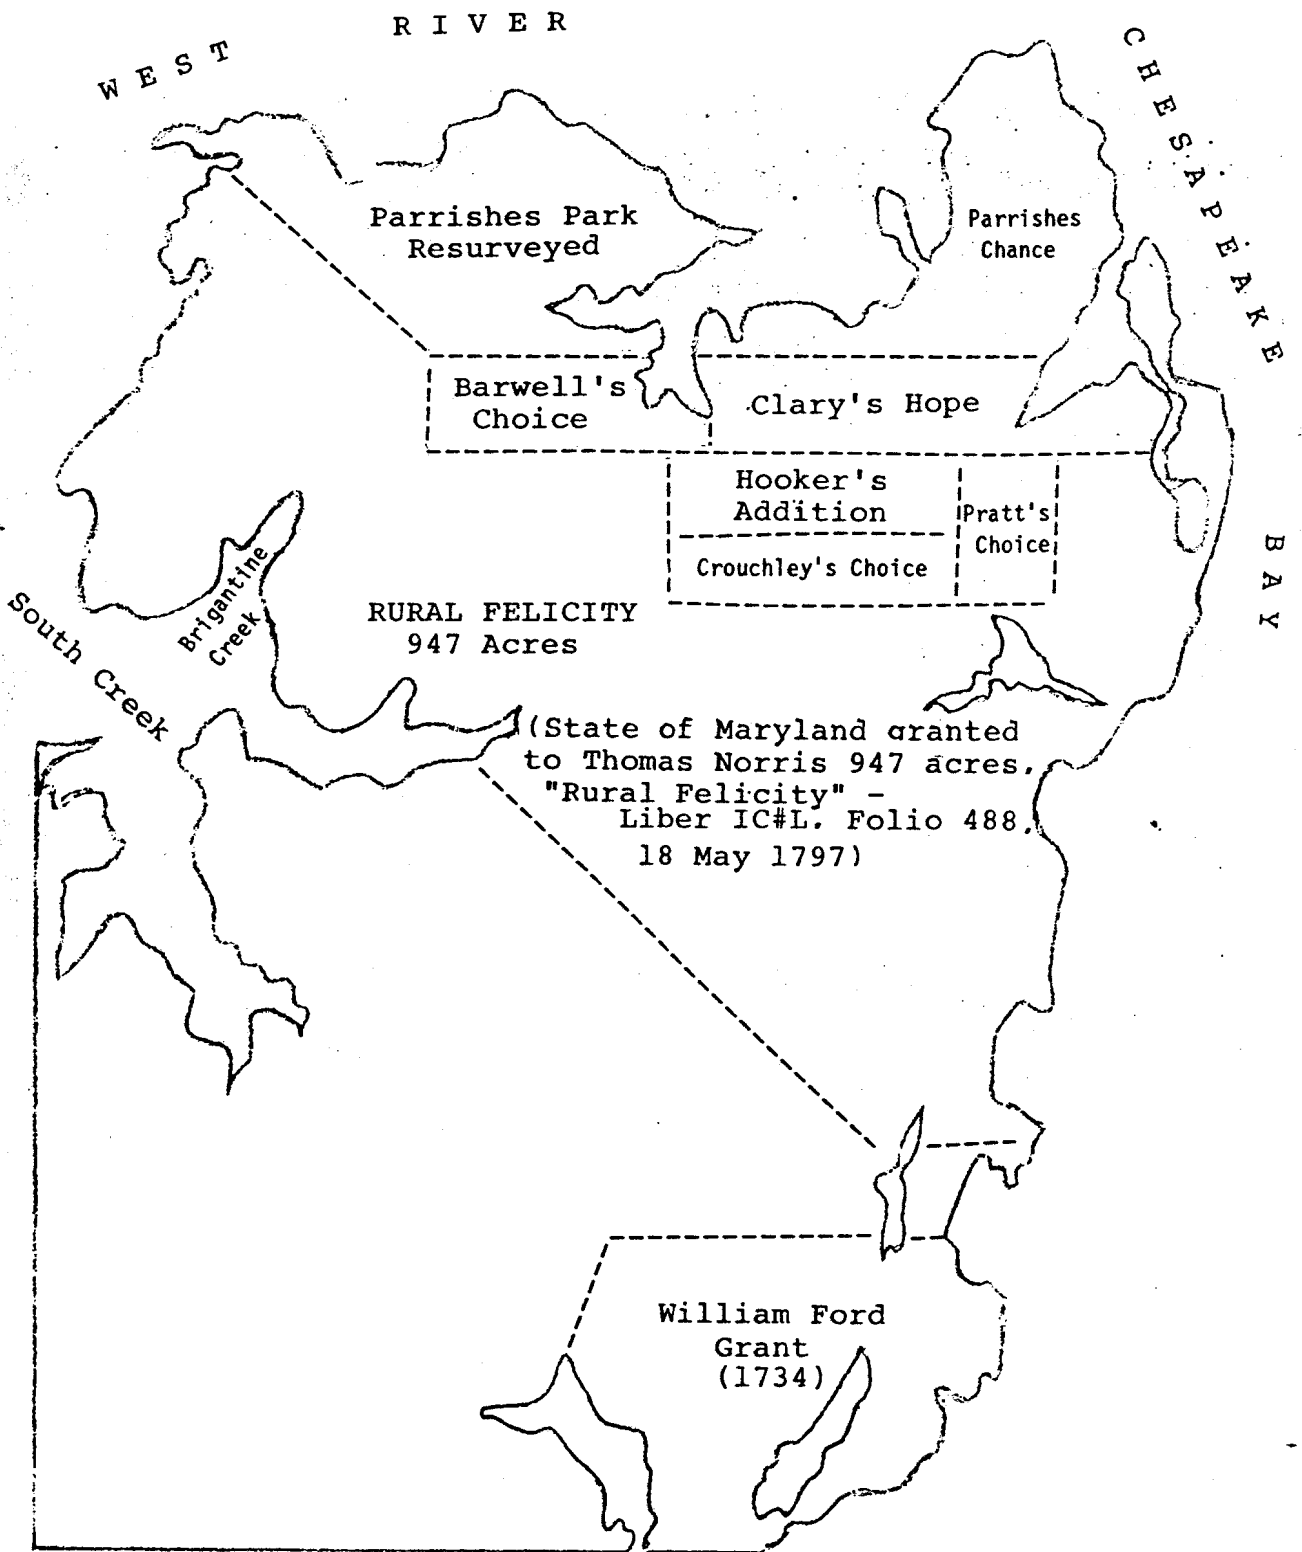 WEST RIVER
CHESAPEAKE BAY
Parrishes Park
Resurveyed
Parrishes
Chance
Barwell's
Choice
Clary's Hope
Hooker's
Addition
Pratt's
Choice
Crouchley's Choice
Brigantine
Creek
South Creek
RURAL FELICITY
947 Acres
(State of Maryland granted
to Thomas Norris 947 acres.
"Rural Felicity" -
Liber IC#L. Folio 488.
18 May 1797)
William Ford
Grant
(1734)